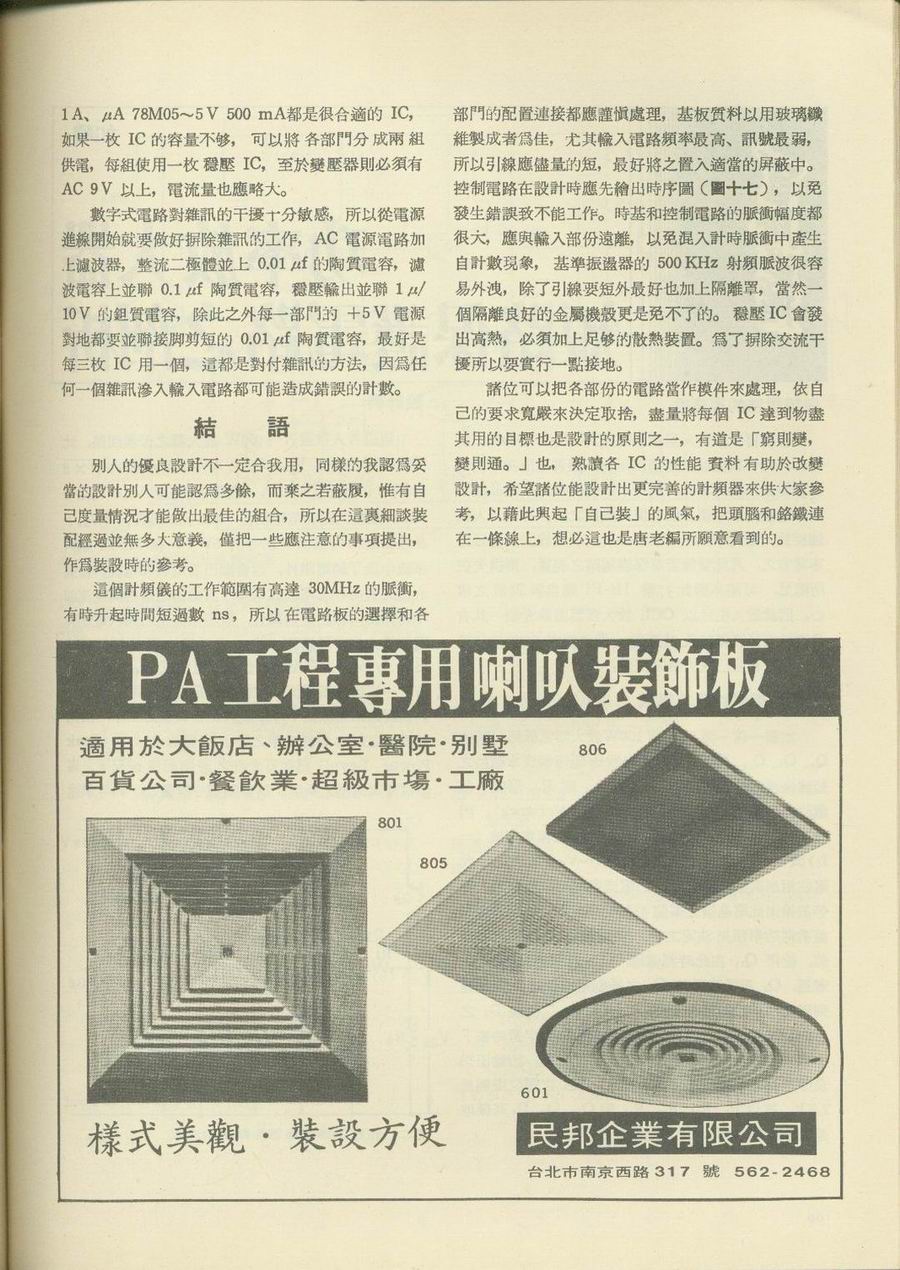 1A、μA 78M05～5V 500 mA都是很合適的 IC，
如果一枚 IC 的容量不够，可以將各部門分成兩組
供電，每組使用一枚穩壓 IC，至於變壓器則必須有
AC 9V 以上，電流量也應略大。
數字式電路對雜訊的干擾十分敏感，所以從電源
進線開始就要做好摒除雜訊的工作，AC 電源電路加
上濾波器，整流二極體並上 0.01 μf 的陶質電容，濾
波電容上並聯 0.1 μf 陶質電容，穩壓輸出並聯 1 μ/
10V 的鉭質電容，除此之外每一部門的 +5V 電源
對地都要並聯接脚剪短的 0.01 μf 陶質電容，最好是
每三枚 IC 用一個，這都是對付雜訊的方法，因爲任
何一個雜訊滲入輸入電路都可能造成錯誤的計數。
結 語
別人的優良設計不一定合我用，同樣的我認爲妥
當的設計別人可能認爲多餘，而棄之若蔽履，惟有自
己度量情況才能做出最佳的組合，所以在這裏細談裝
配經過並無多大意義，僅把一些應注意的事項提出，
作爲裝設時的參考。
這個計頻儀的工作範圍有高達 30MHz 的脈衝，
有時升起時間短過數 ns，所以在電路板的選擇和各
部門的配置連接都應謹愼處理，基板質料以用玻璃纖
維製成者爲佳，尤其輸入電路頻率最高、訊號最弱，
所以引線應儘量的短，最好將之置入適當的屏蔽中。
控制電路在設計時應先繪出時序圖（圖十七），以免
發生錯誤致不能工作。時基和控制電路的脈衝幅度都
很大，應與輸入部份遠離，以免混入計時脈衝中產生
自計數現象，基準振盪器的 500KHz 射頻脈波很容
易外洩，除了引線要短外最好也加上隔離罩，當然一
個隔離良好的金屬機殼更是免不了的。穩壓IC會發
出高熱，必須加上足够的散熱裝置。爲了摒除交流干
擾所以要實行一點接地。
諸位可以把各部份的電路當作模件來處理，依自
己的要求寬嚴來決定取捨，盡量將每個 IC 達到物盡
其用的目標也是設計的原則之一，有道是「窮則變，
變則通。」也，熟讀各 IC 的性能資料有助於改變
設計，希望諸位能設計出更完善的計頻器來供大家參
考，以藉此興起「自己裝」的風氣，把頭腦和鉻鐵連
在一條線上，想必這也是唐老編所願意看到的。
PA工程專用喇叭裝飾板
適用於大飯店、辦公室·醫院·別墅
百貨公司·餐飲業·超級市場·工廠
806
801
805
601
樣式美觀·裝設方便
民邦企業有限公司
台北市南京西路 317 號 562-2468